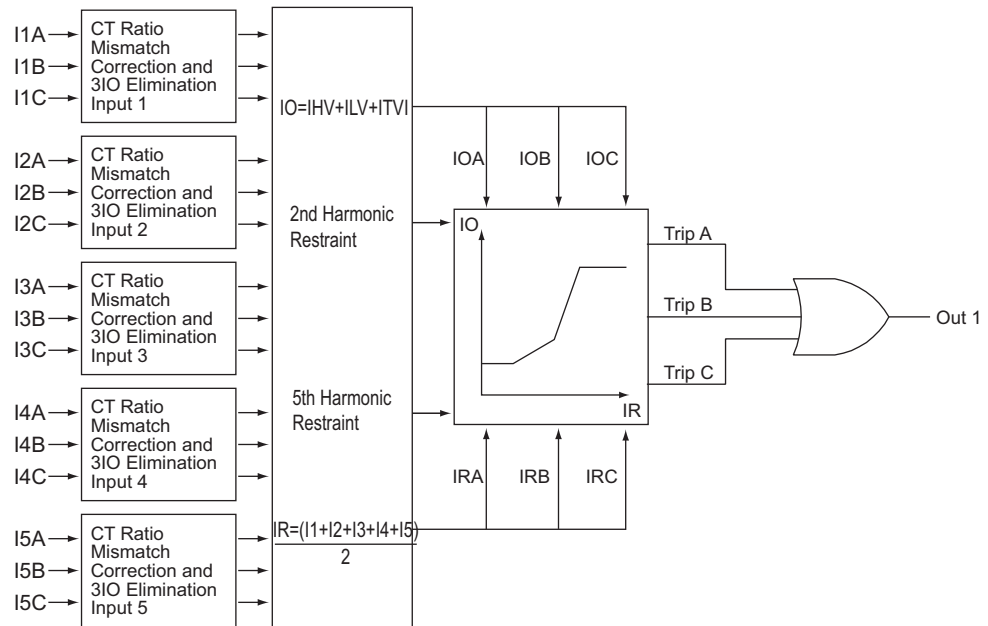 I1A
I1B
I1C
CT Ratio
Mismatch
Correction and
3IO Elimination
Input 1
I2A
I2B
I2C
CT Ratio
Mismatch
Correction and
3IO Elimination
Input 2
I3A
I3B
I3C
CT Ratio
Mismatch
Correction and
3IO Elimination
Input 3
I4A
I4B
I4C
CT Ratio
Mismatch
Correction and
3IO Elimination
Input 4
I5A
I5B
I5C
CT Ratio
Mismatch
Correction and
3IO Elimination
Input 5
IO=IHV+ILV+ITVI
2nd Harmonic
Restraint
5th Harmonic
Restraint
IR=(I1+I2+I3+I4+I5)
2
IOA
IOB
IOC
IO
IR
IRA
IRB
IRC
Trip A
Trip B
Trip C
Out 1